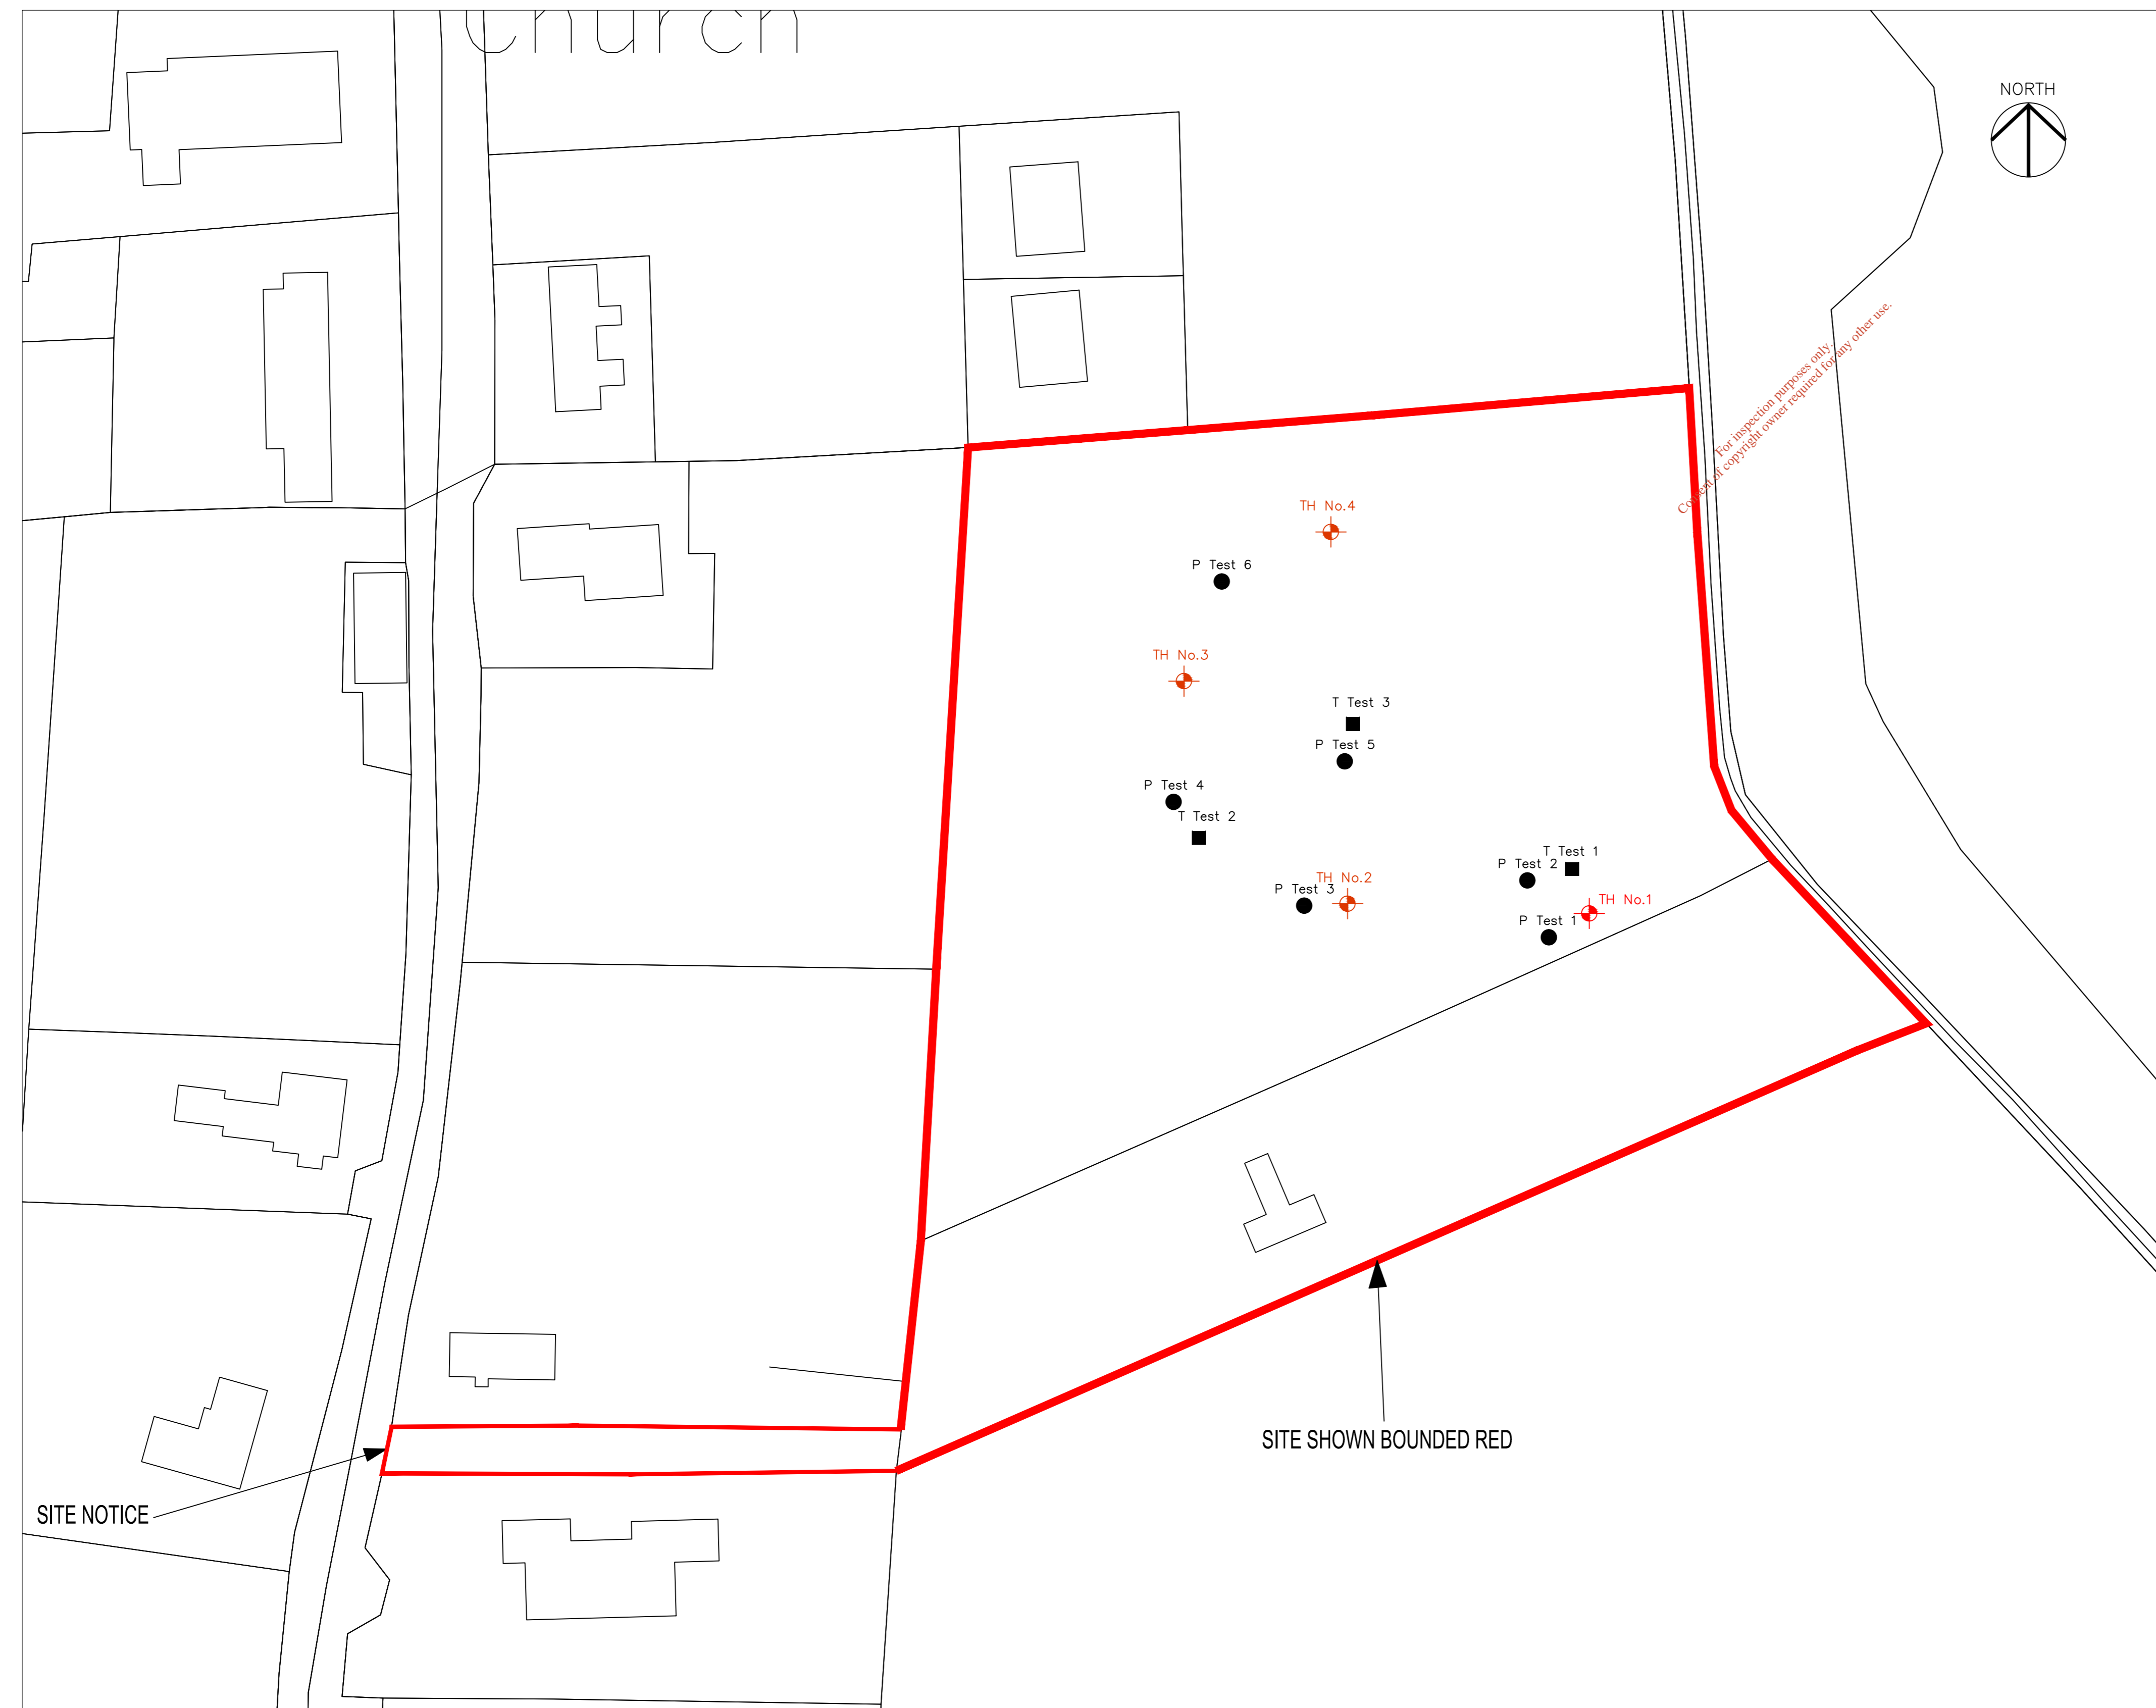 Church
NORTH
For inspection purposes only.
Consent of copyright owner required for any other use.
TH No.4
P Test 6
TH No.3
T Test 3
P Test 5
P Test 4
T Test 2
T Test 1
P Test 2
TH No.2
P Test 3
TH No.1
P Test 1
SITE SHOWN BOUNDED RED
SITE NOTICE